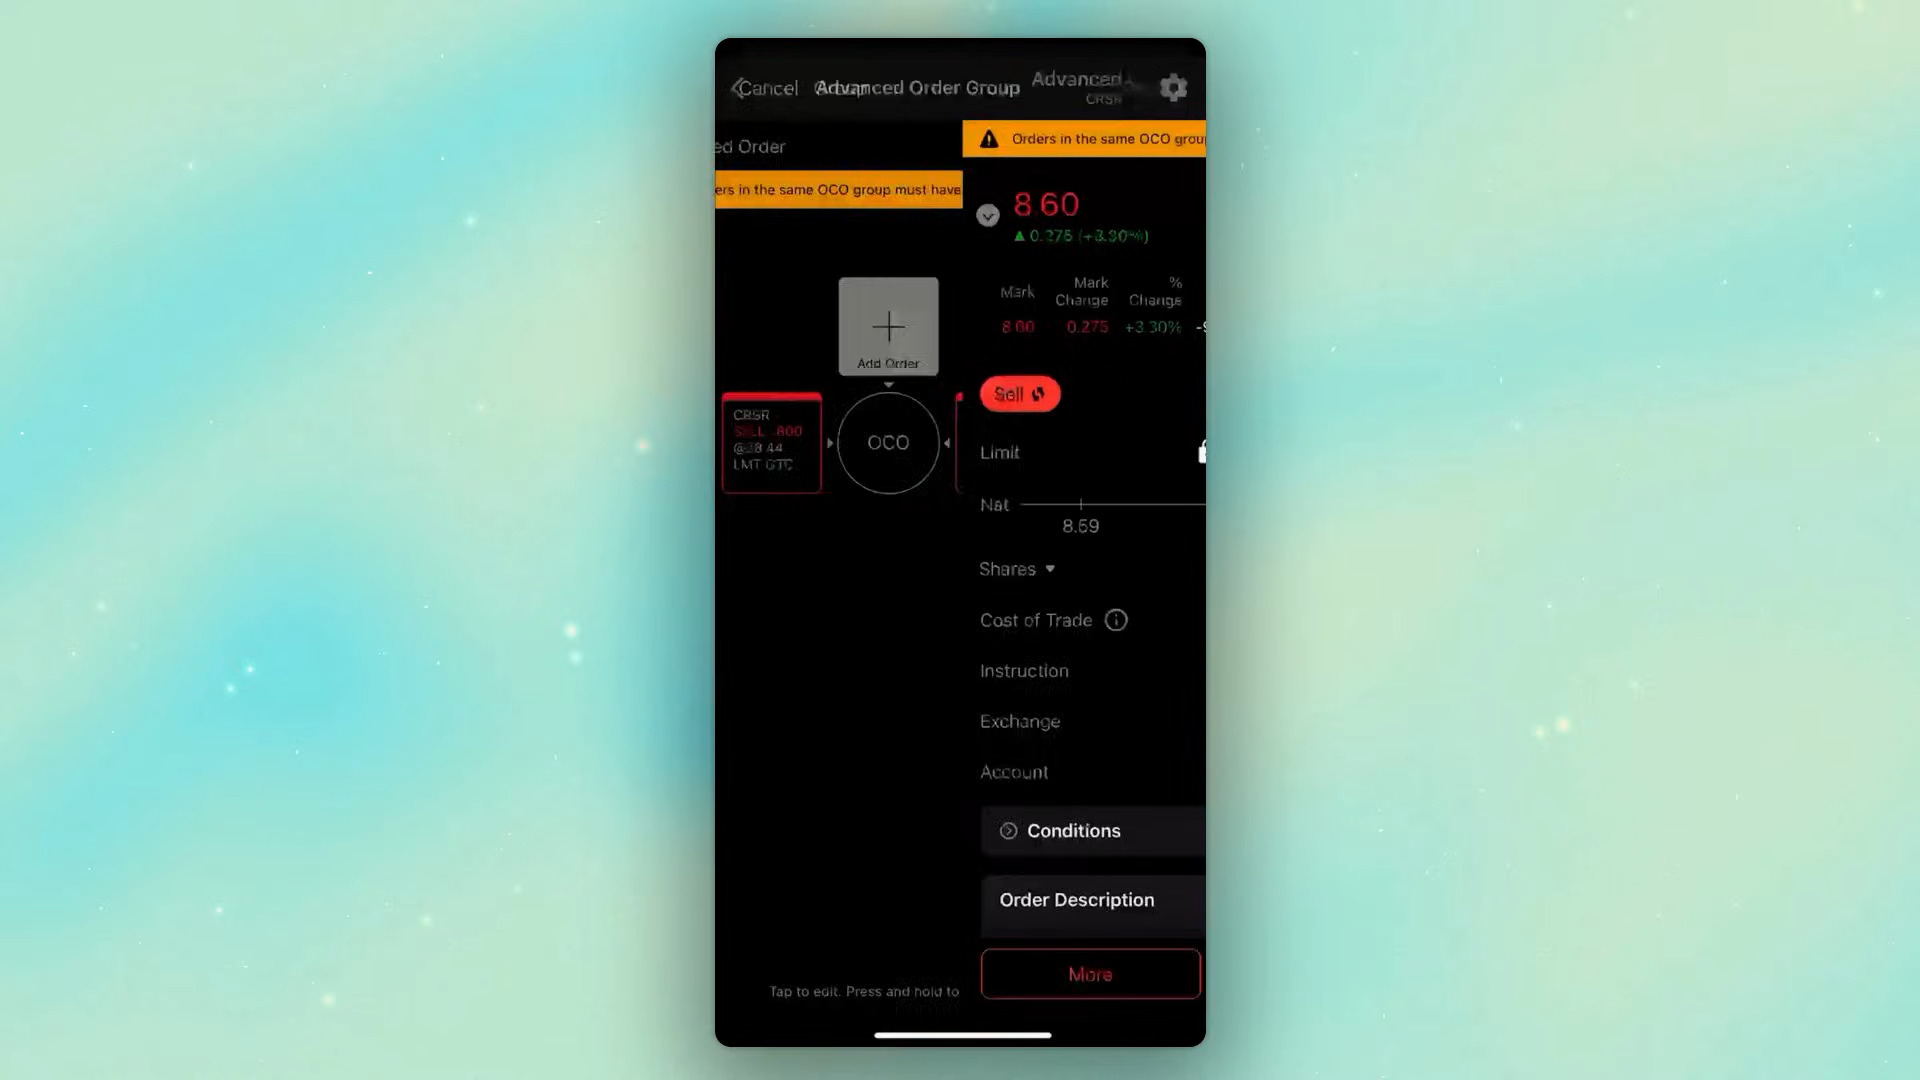 Cancel
Advanced Order Group
Advanced
CRSR
ed Order
ers in the same OCO group must have
Orders in the same OCO grou
8.60
0.275 (+3.30%)
Mark
Mark Change
% Change
8.60
0.275
+3.30%
Add Order
CRSR
SELL -800
LMT GTC
OCO
Sell
Limit
Nat
8.59
Shares
Cost of Trade
Instruction
Exchange
Account
Conditions
Order Description
More
Tap to edit. Press and hold to